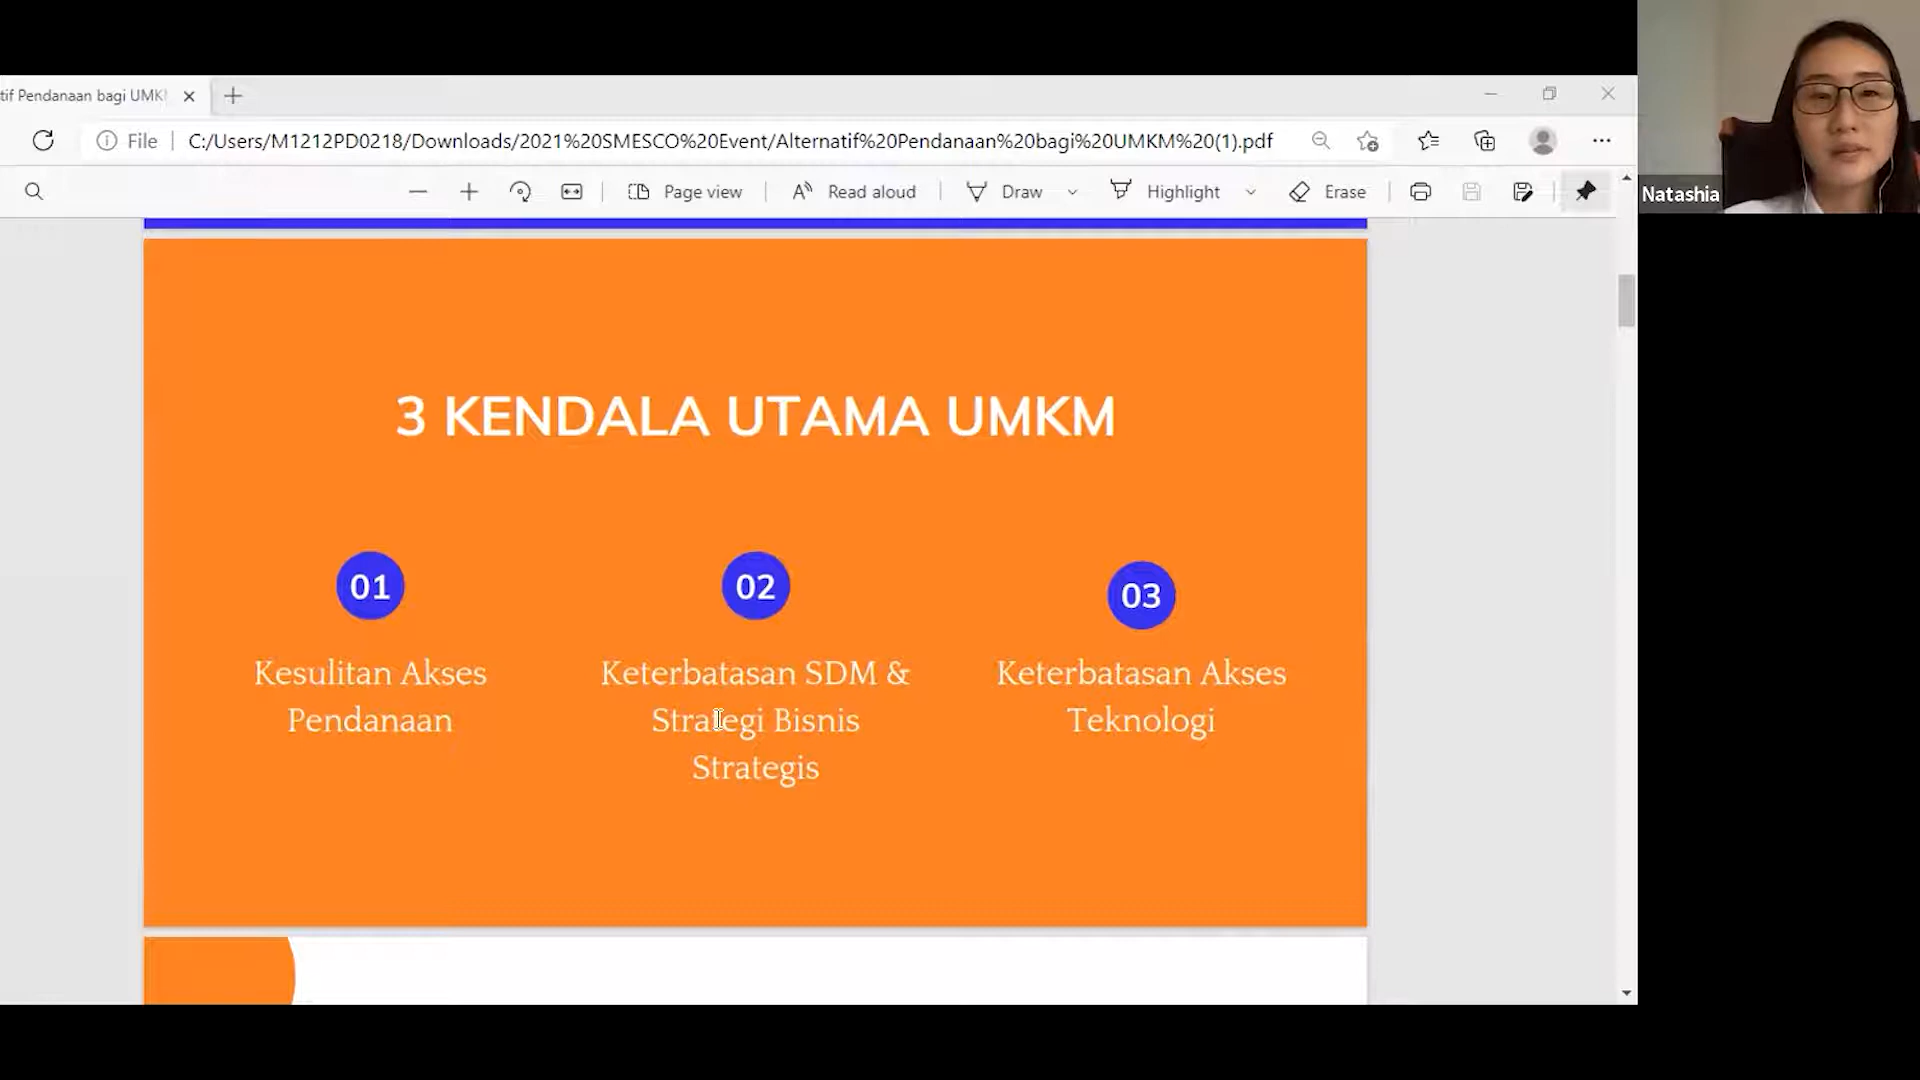 tif Pendanaan bagi UMK
File
C:/Users/M1212PD0218/Downloads/2021%20SMESCO%20Event/Alternatif%20Pendanaan%20bagi%20UMKM%20(1).pdf
Page view
Read aloud
Draw
Highlight
Erase
Natashia
3 KENDALA UTAMA UMKM
01
Kesulitan Akses
Pendanaan
02
Keterbatasan SDM &
Strategi Bisnis
Strategis
03
Keterbatasan Akses
Teknologi